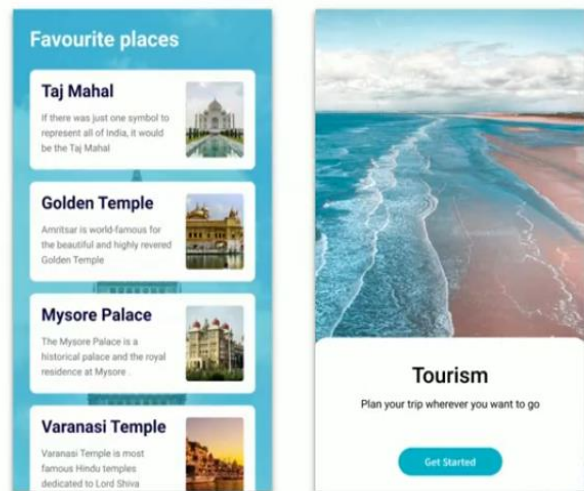 Favourite places
Taj Mahal
If there was just one symbol to
represent all of India, it would
be the Taj Mahal
Golden Temple
Amritsar is world-famous for
the beautiful and highly revered
Golden Temple
Mysore Palace
The Mysore Palace is a
historical palace and the royal
residence at Mysore .
Varanasi Temple
Varanasi Temple is most
famous Hindu temples
dedicated to Lord Shiva
Tourism
Plan your trip wherever you want to go
Get Started